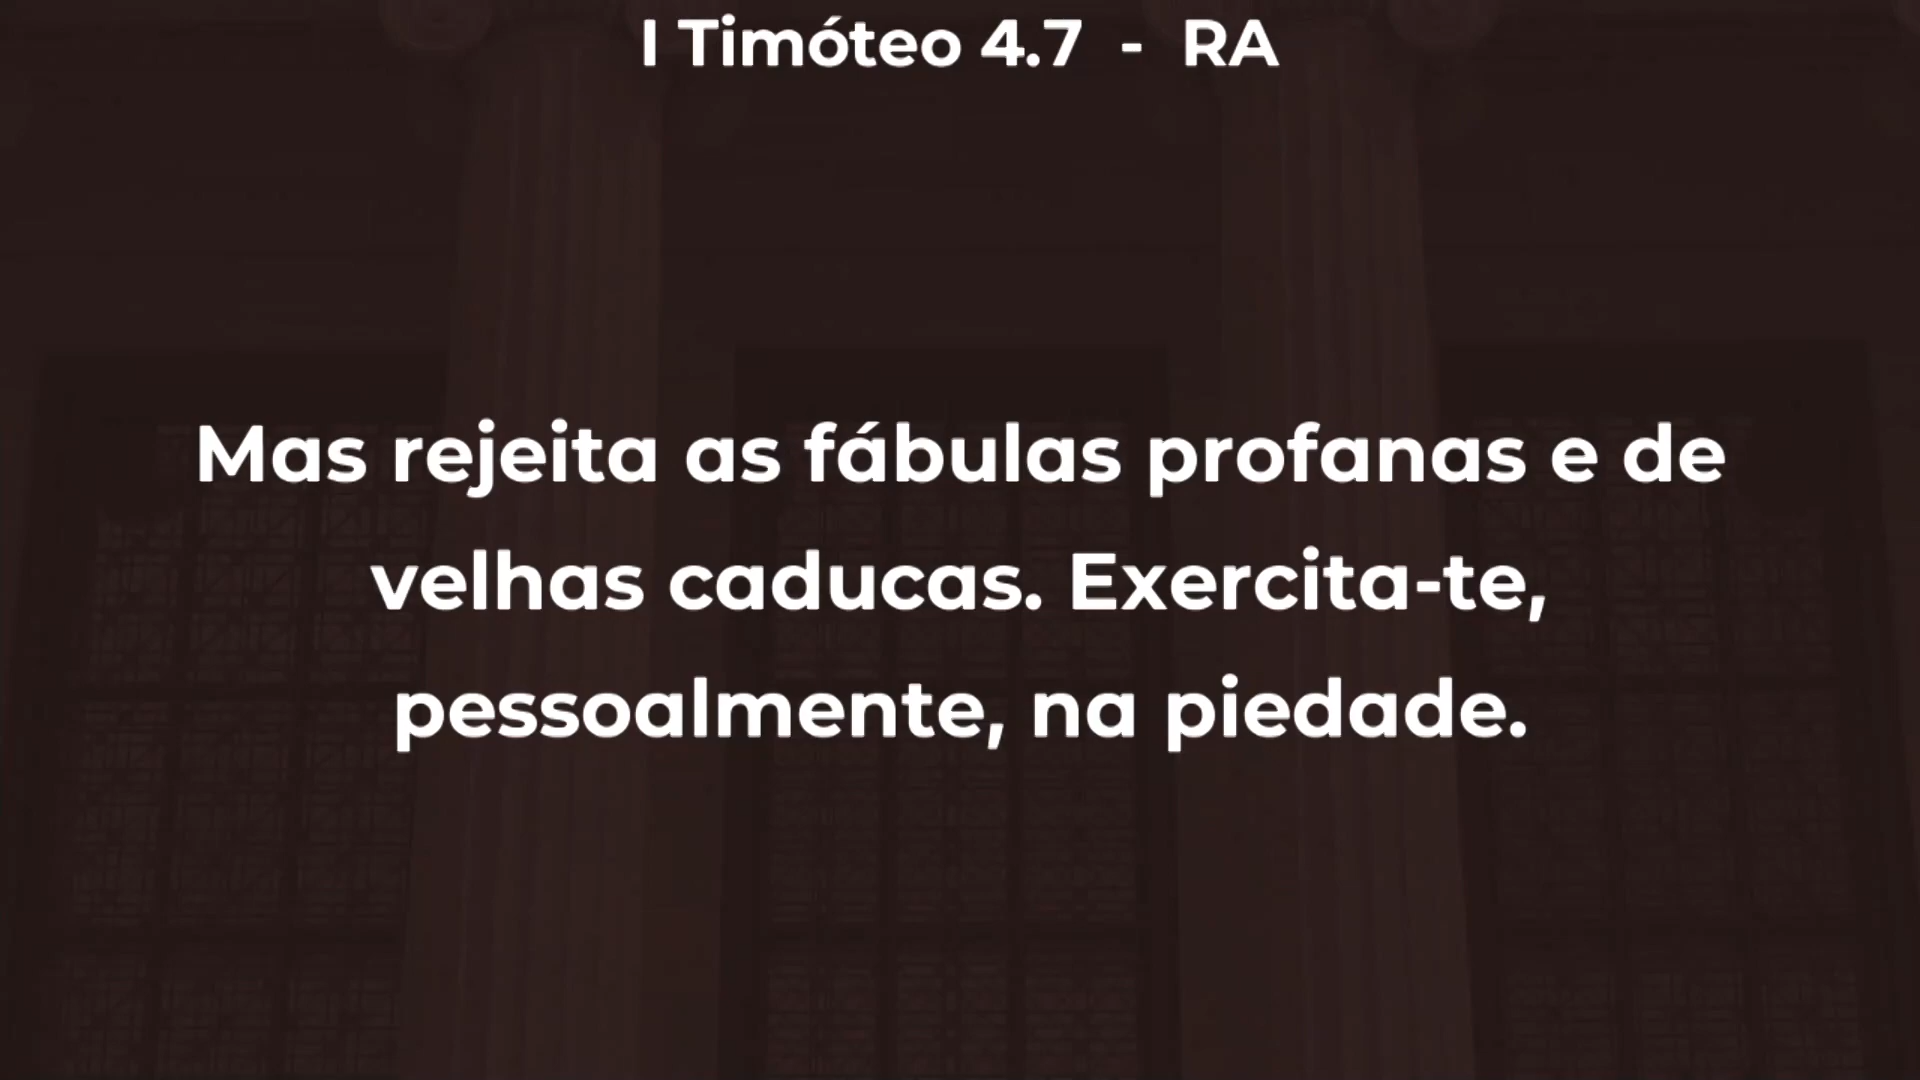 I Timóteo 4.7 - RA
Mas rejeita as fábulas profanas e de
velhas caducas. Exercita-te,
pessoalmente, na piedade.